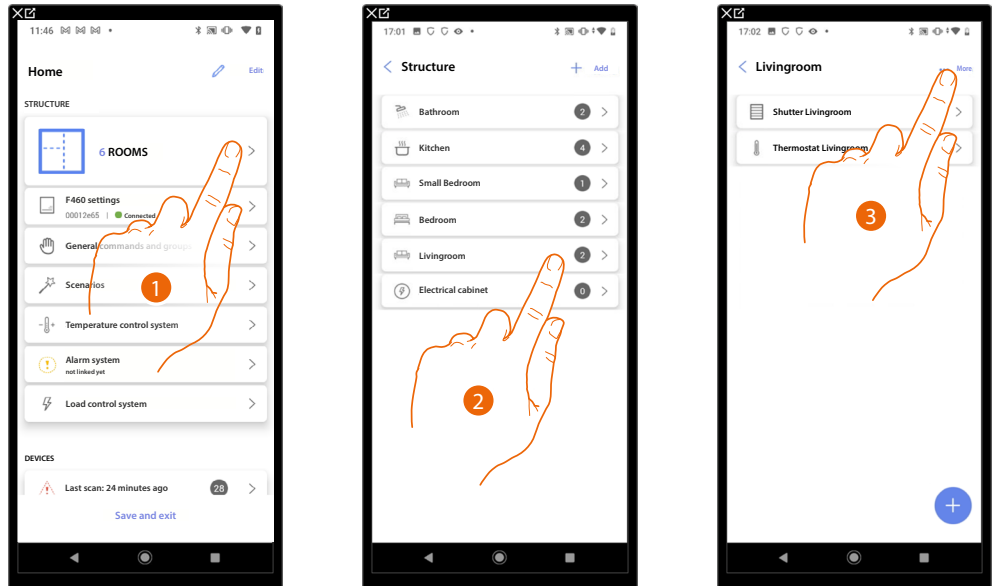 11:46
Home
Edit
STRUCTURE
6 ROOMS
F460 settings
00012e65 | Connected
General commands and groups
Scenarios
1
Temperature control system
Alarm system
not linked yet
Load control system
DEVICES
Last scan: 24 minutes ago 28
Save and exit
17:01
Structure
+ Add
Bathroom 2
Kitchen 4
Small Bedroom 1
Bedroom 2
Livingroom 2
Electrical cabinet 0
2
17:02
Livingroom
... More
Shutter Livingroom
Thermostat Livingroom
3
+